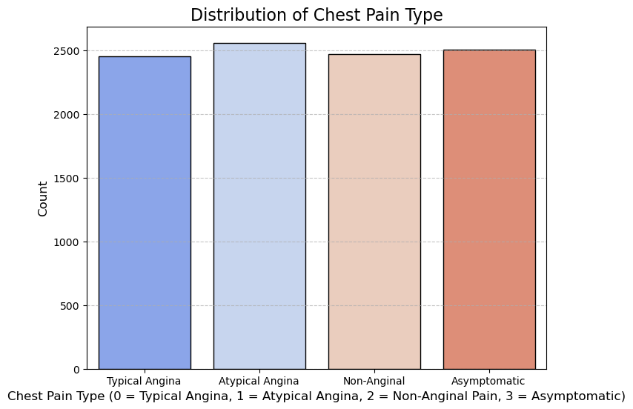 Distribution of Chest Pain Type
2500
2000
1500
1000
500
0
Count
Typical Angina Atypical Angina Non-Anginal Asymptomatic
Chest Pain Type (0 = Typical Angina, 1 = Atypical Angina, 2 = Non-Anginal Pain, 3 = Asymptomatic)